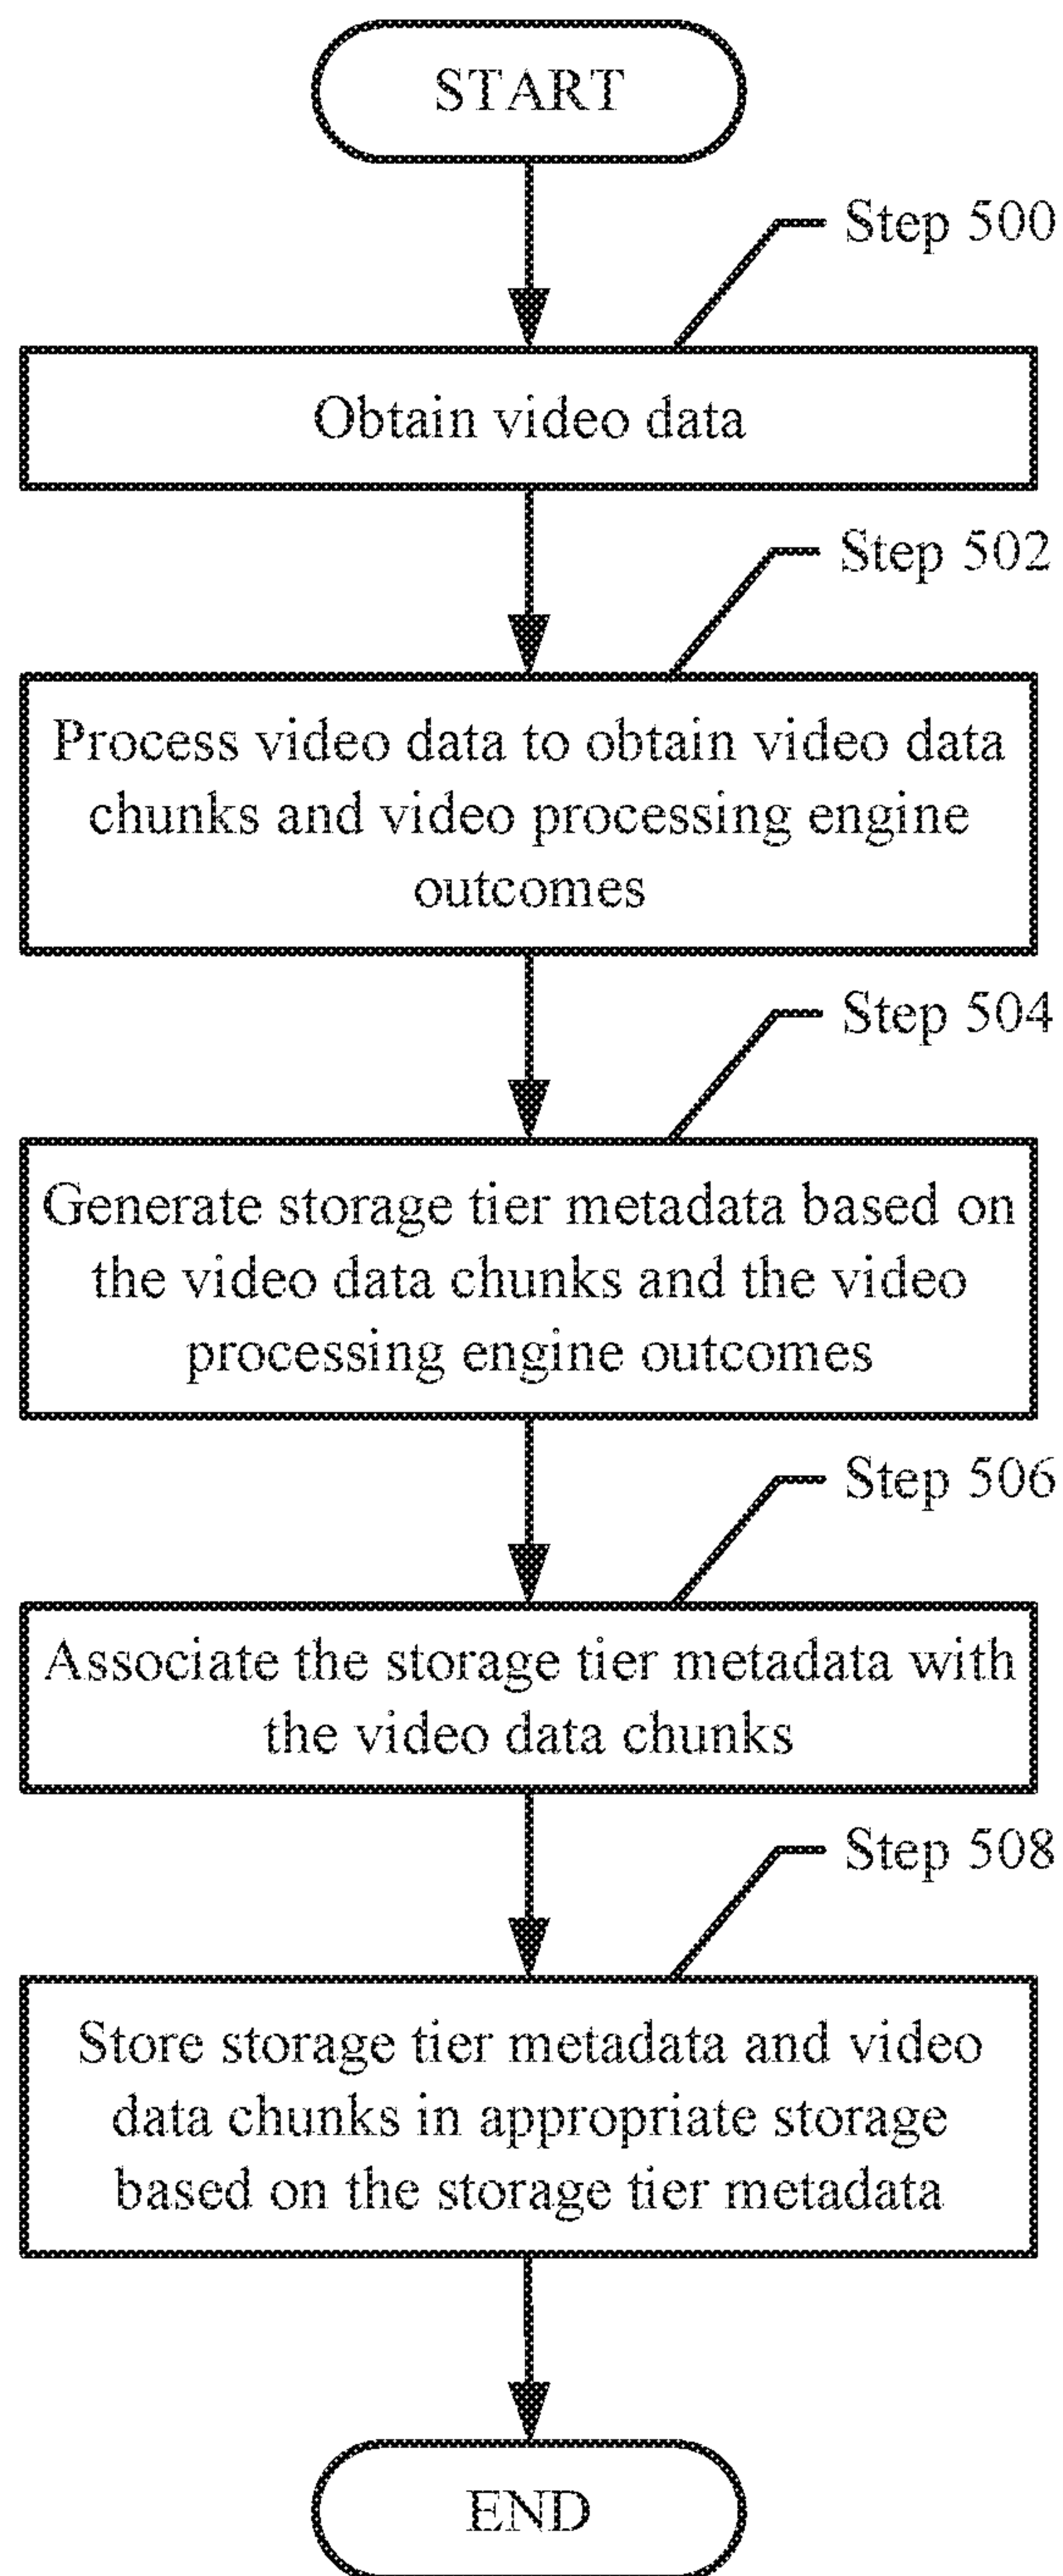 START
Step 500
Obtain video data
Step 502
Process video data to obtain video data
chunks and video processing engine
outcomes
Step 504
Generate storage tier metadata based on
the video data chunks and the video
processing engine outcomes
Step 506
Associate the storage tier metadata with
the video data chunks
Step 508
Store storage tier metadata and video
data chunks in appropriate storage
based on the storage tier metadata
END